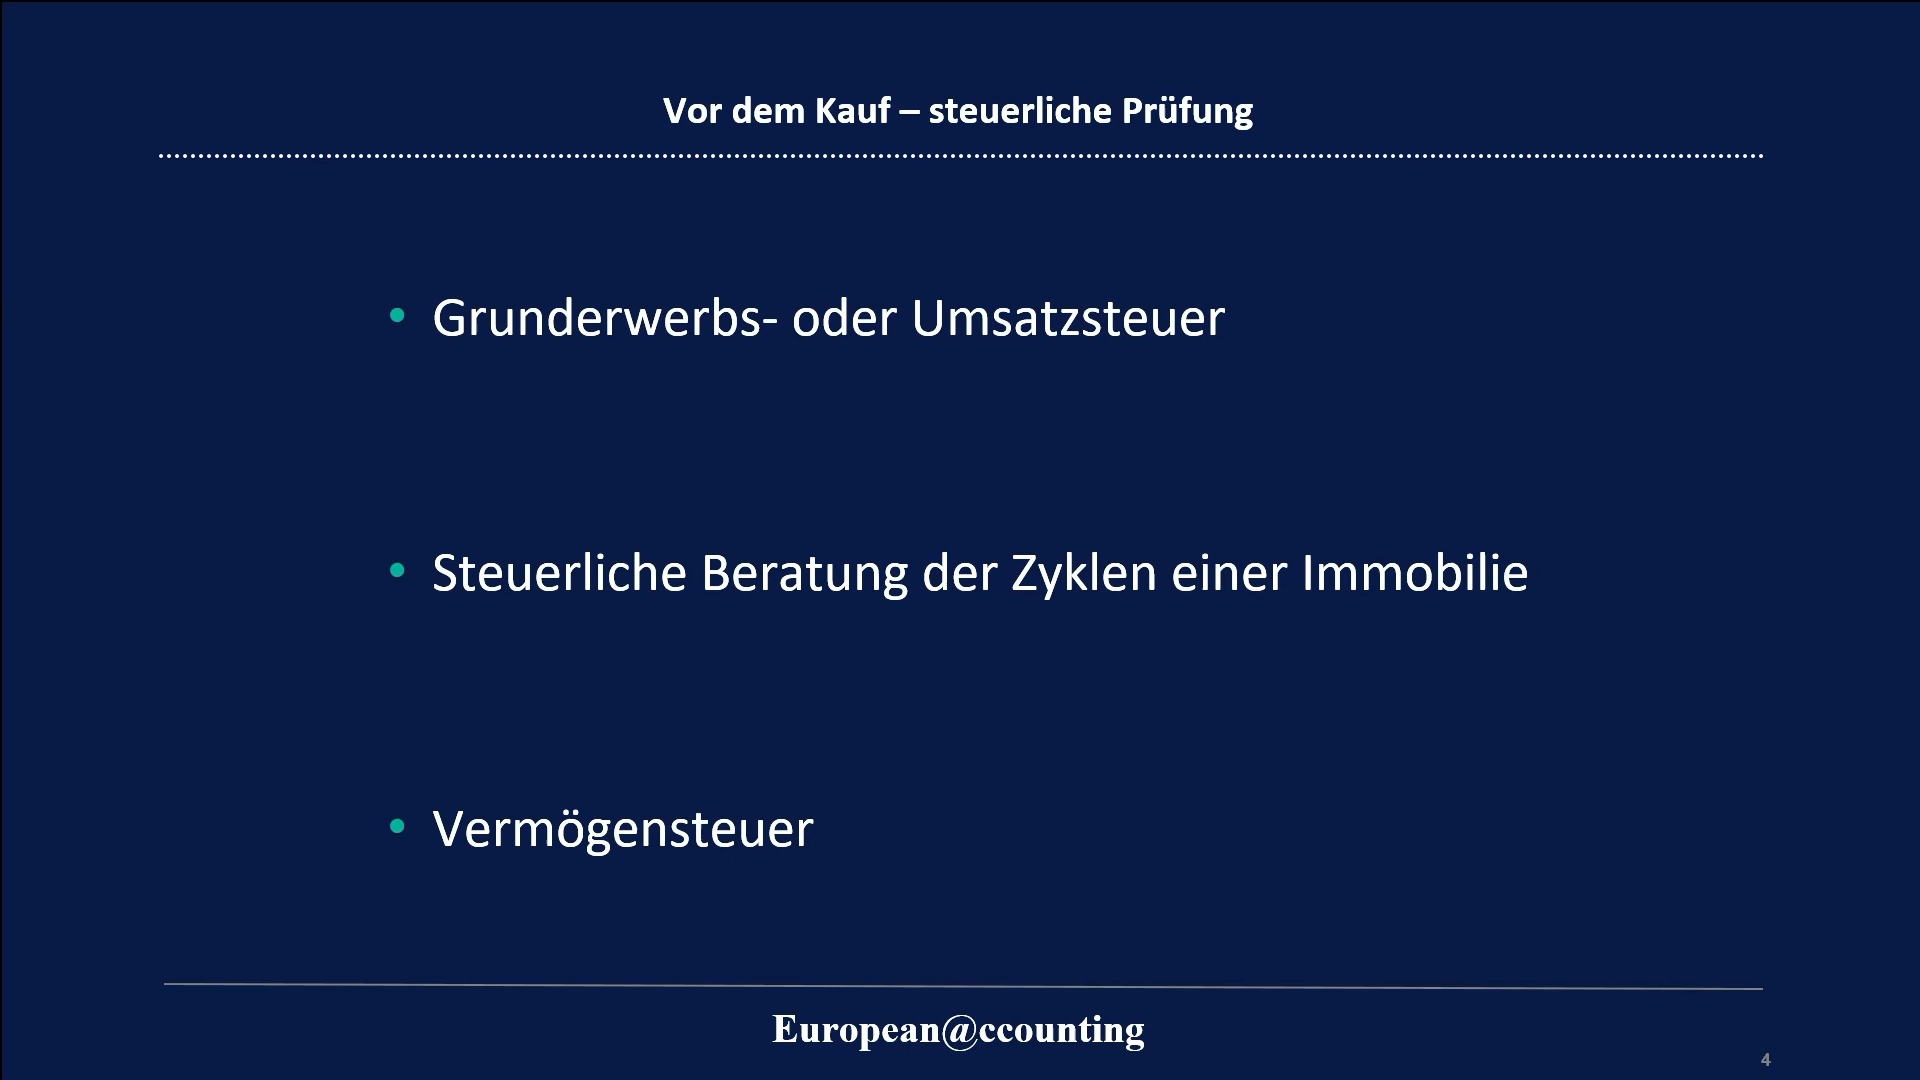 Vor dem Kauf – steuerliche Prüfung
• Grunderwerbs- oder Umsatzsteuer
• Steuerliche Beratung der Zyklen einer Immobilie
• Vermögensteuer
European@ccounting
4